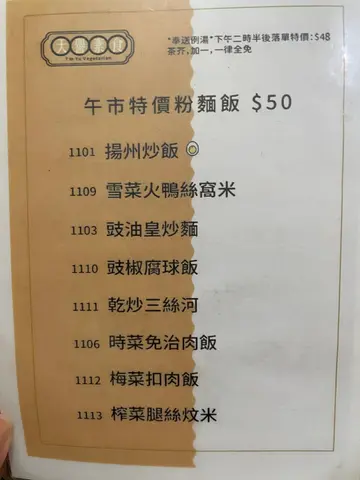 "奉送例湯"下午二時半後落單特價:$48
茶芥,加一,一律全免
午市特價粉麵飯 $50
1101 揚州炒飯
1109 雪菜火鴨絲窩米
1103 豉油皇炒麵
1110 豉椒腐球飯
1111 乾炒三絲河
1106 時菜免治肉飯
1112 梅菜扣肉飯
1113 榨菜腿絲炆米